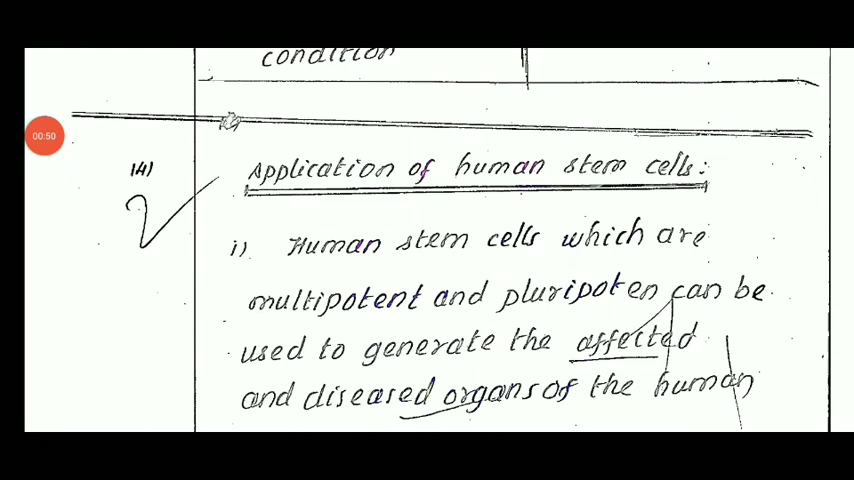 condition
00:50
14)
Application of human stem cells:
i) Human stem cells which are
multipotent and pluripoten can be
used to generate the affected
and diseased organs of the human